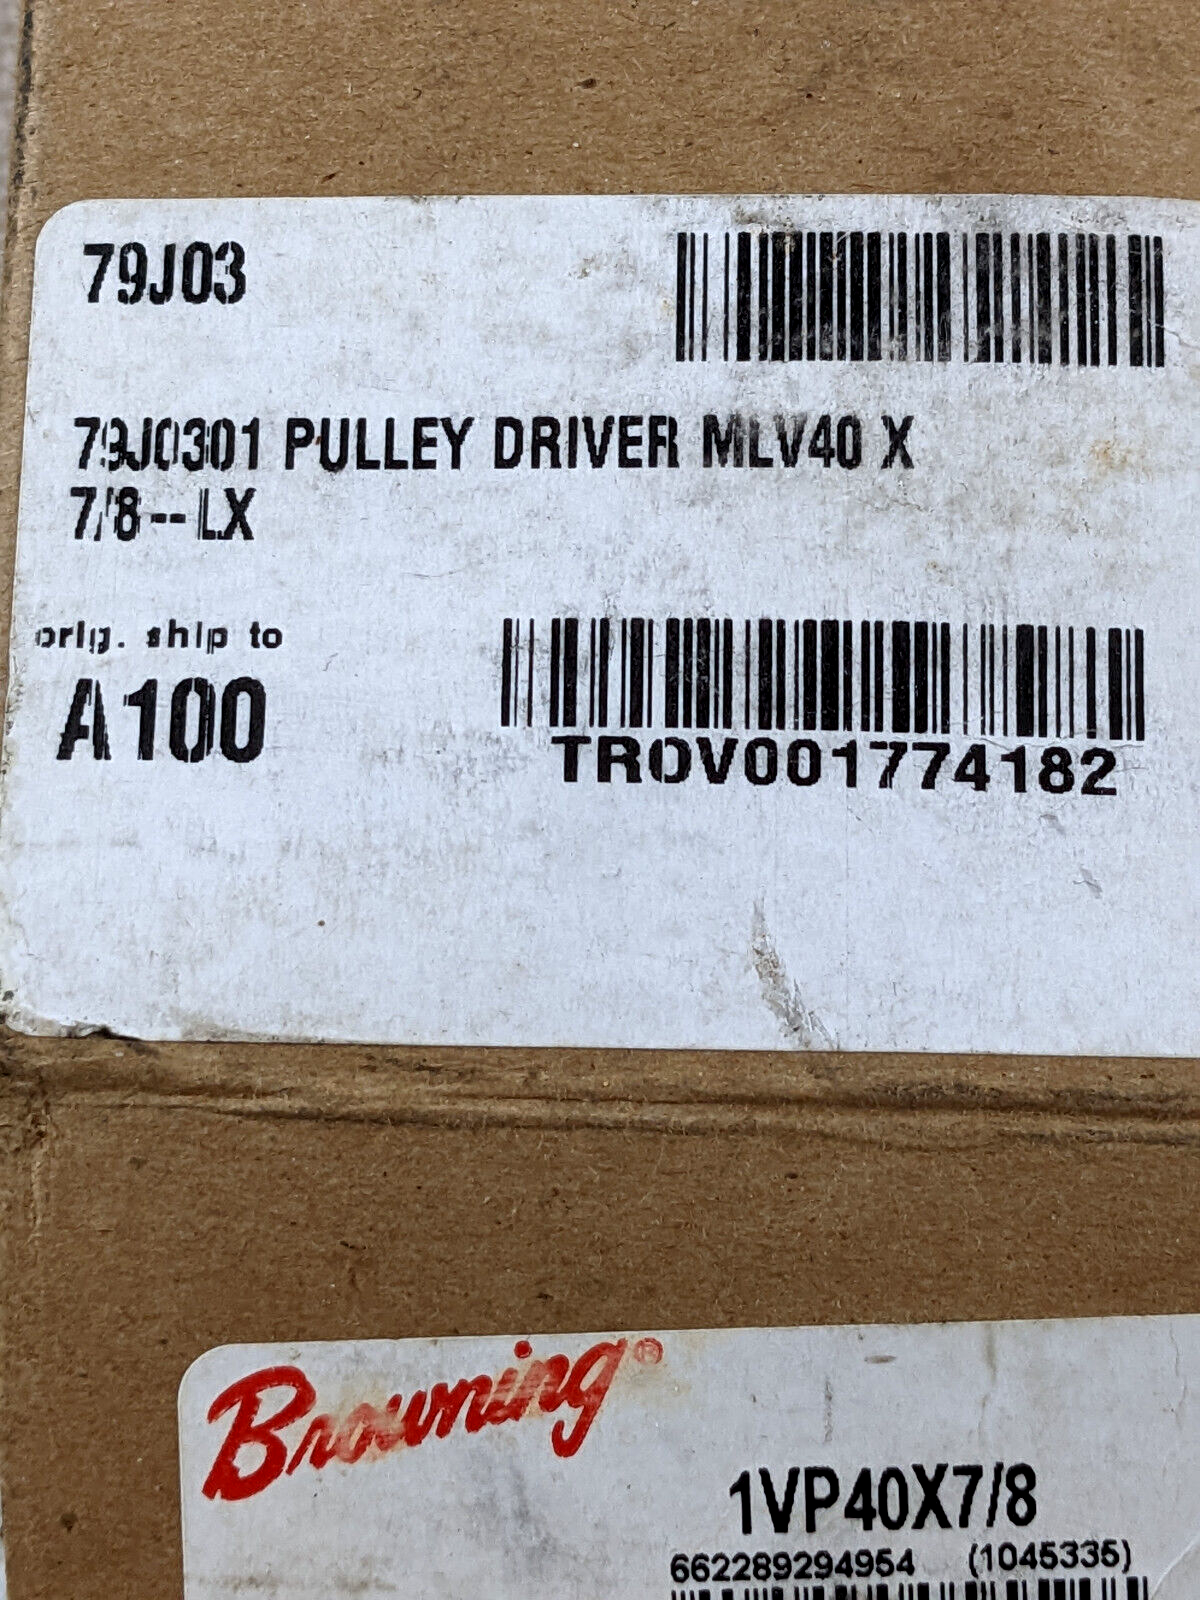 79J03
79J0301 PULLEY DRIVER MLV40 X
7/8--LX
orig. ship to
A100
TROV001774182
Browning®
1VP40X7/8
662289294954 (1045335)